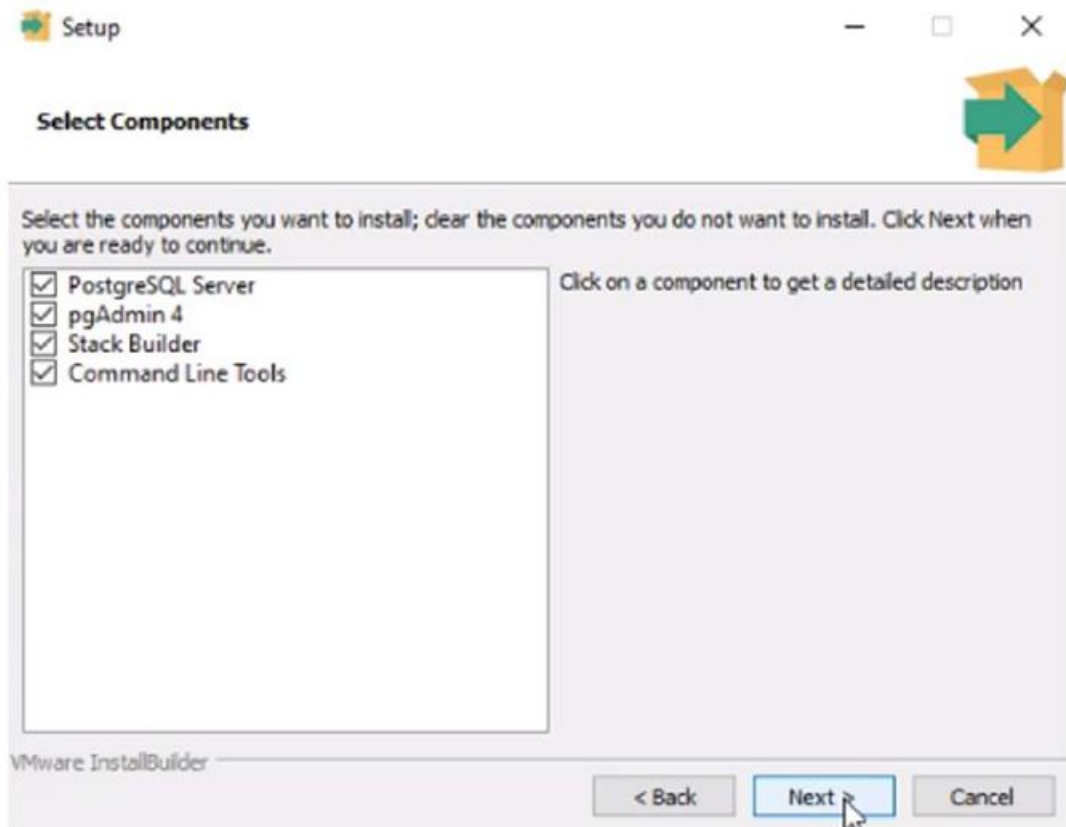 Setup
Select Components
Select the components you want to install; clear the components you do not want to install. Click Next when
you are ready to continue.
PostgreSQL Server
pgAdmin 4
Stack Builder
Command Line Tools
Click on a component to get a detailed description
VMware InstallBuilder
< Back
Next >
Cancel